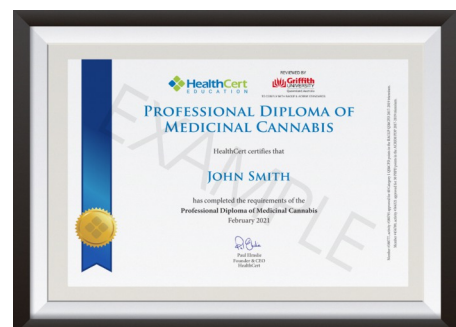 HealthCert
EDUCATION
REVIEWED BY
Griffith
UNIVERSITY
PROFESSIONAL DIPLOMA OF
MEDICINAL CANNABIS
HealthCert certifies that
JOHN SMITH
has completed the requirements of the
Professional Diploma of Medicinal Cannabis
February 2021
Paul Elmslie
Founder & CEO
HealthCert
EXAMPLE